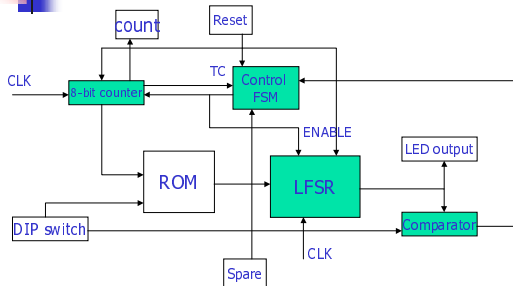 count
Reset
CLK
TC
8-bit counter
Control
FSM
ENABLE
LED output
ROM
LFSR
DIP switch
Comparator
CLK
Spare